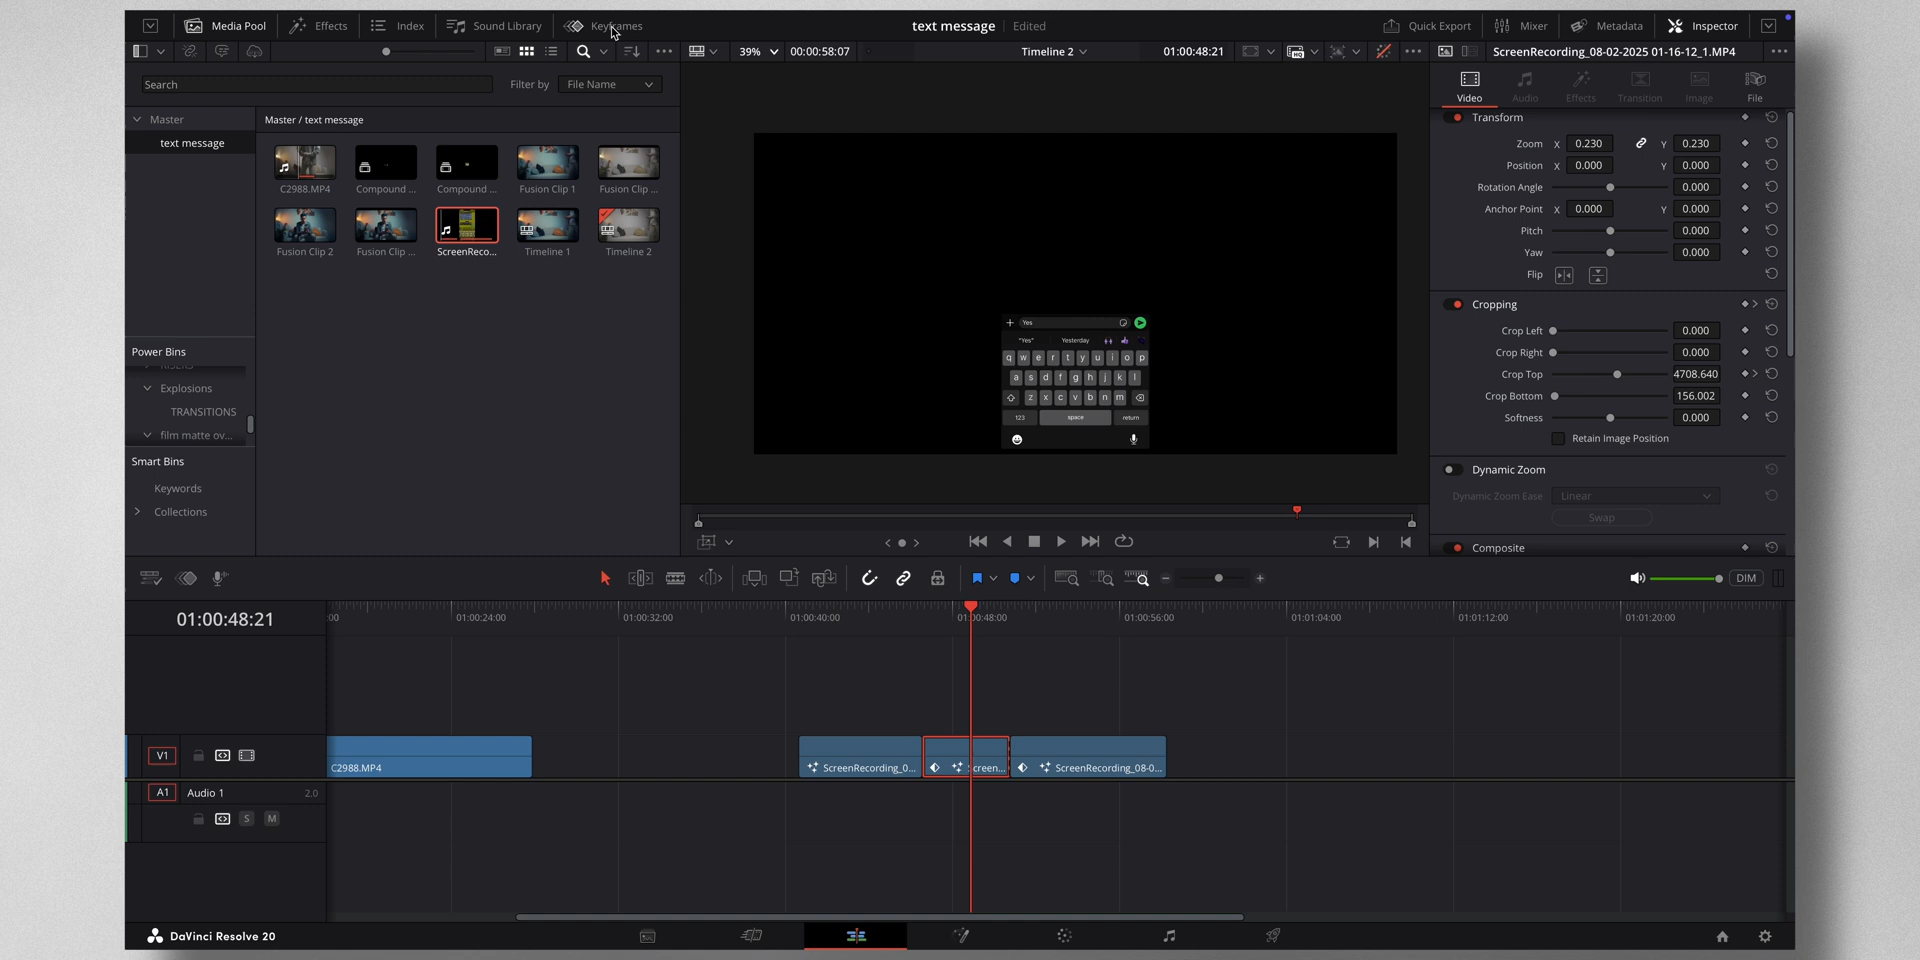 Media Pool Effects Index Sound Library Keyframes text message Edited Quick Export Mixer Metadata Inspector
39% 00:00:58:07 Timeline 2 01:00:48:21 ScreenRecording_08-02-2025 01-16-12_1.MP4
Search Filter by File Name
Video Audio Effects Transition Image File
Master
text message
Master / text message
C2988.MP4 Compound ... Compound ... Fusion Clip 1 Fusion Clip ...
Fusion Clip 2 Fusion Clip ... ScreenReco... Timeline 1 Timeline 2
Power Bins
RISERS
Explosions
TRANSITIONS
film matte ov...
Smart Bins
Keywords
Collections
+ Yes
"Yes" Yesterday
q w e r t y u i o p
a s d f g h j k l
z x c v b n m
123 space return
Transform
Zoom X 0.230 Y 0.230
Position X 0.000 Y 0.000
Rotation Angle 0.000
Anchor Point X 0.000 Y 0.000
Pitch 0.000
Yaw 0.000
Flip
Cropping
Crop Left 0.000
Crop Right 0.000
Crop Top 4708.640
Crop Bottom 156.002
Softness 0.000
Retain Image Position
Dynamic Zoom
Dynamic Zoom Ease Linear
Swap
Composite
DIM
01:00:48:21
:00 01:00:24:00 01:00:32:00 01:00:40:00 01:00:48:00 01:00:56:00 01:01:04:00 01:01:12:00 01:01:20:00
V1
C2988.MP4 ScreenRecording_0... Screen... ScreenRecording_08-0...
A1 Audio 1 2.0
S M
DaVinci Resolve 20